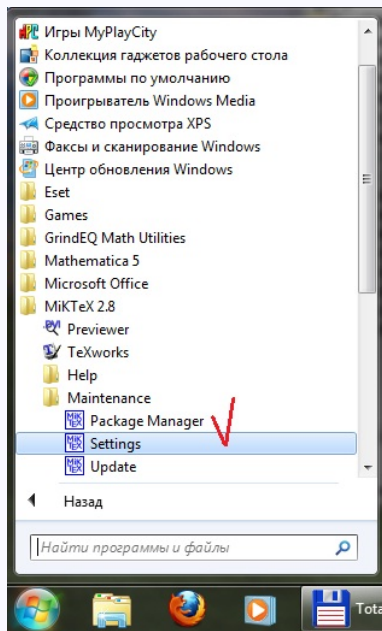 Игры MyPlayCity
Коллекция гаджетов рабочего стола
Программы по умолчанию
Проигрыватель Windows Media
Средство просмотра XPS
Факсы и сканирование Windows
Центр обновления Windows
Eset
Games
GrindEQ Math Utilities
Mathematica 5
Microsoft Office
MiKTeX 2.8
Previewer
TeXworks
Help
Maintenance
Package Manager
Settings
Update
Назад
Найти программы и файлы
Tota